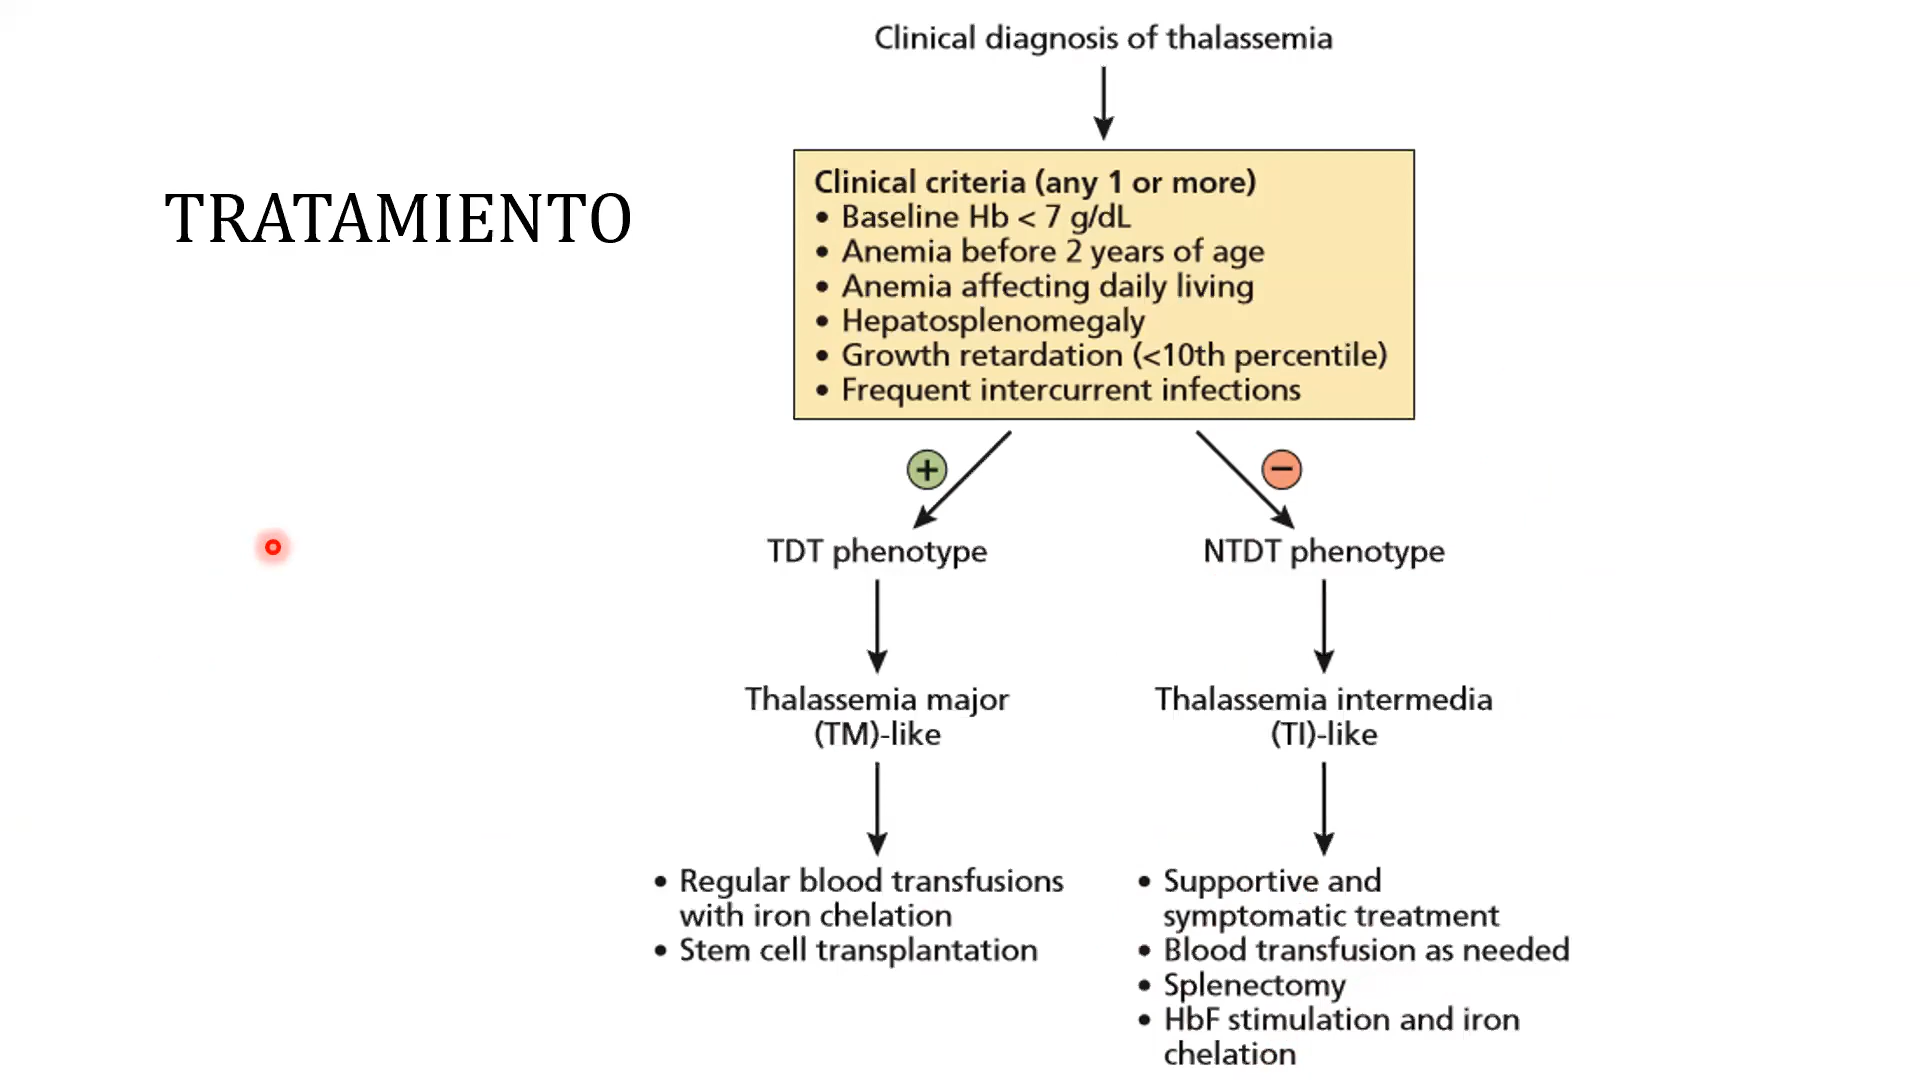 Clinical diagnosis of thalassemia
TRATAMIENTO
Clinical criteria (any 1 or more)
• Baseline Hb < 7 g/dL
• Anemia before 2 years of age
• Anemia affecting daily living
• Hepatosplenomegaly
• Growth retardation (<10th percentile)
• Frequent intercurrent infections
+
−
TDT phenotype
NTDT phenotype
Thalassemia major
(TM)-like
Thalassemia intermedia
(TI)-like
• Regular blood transfusions
with iron chelation
• Stem cell transplantation
• Supportive and
symptomatic treatment
• Blood transfusion as needed
• Splenectomy
• HbF stimulation and iron
chelation